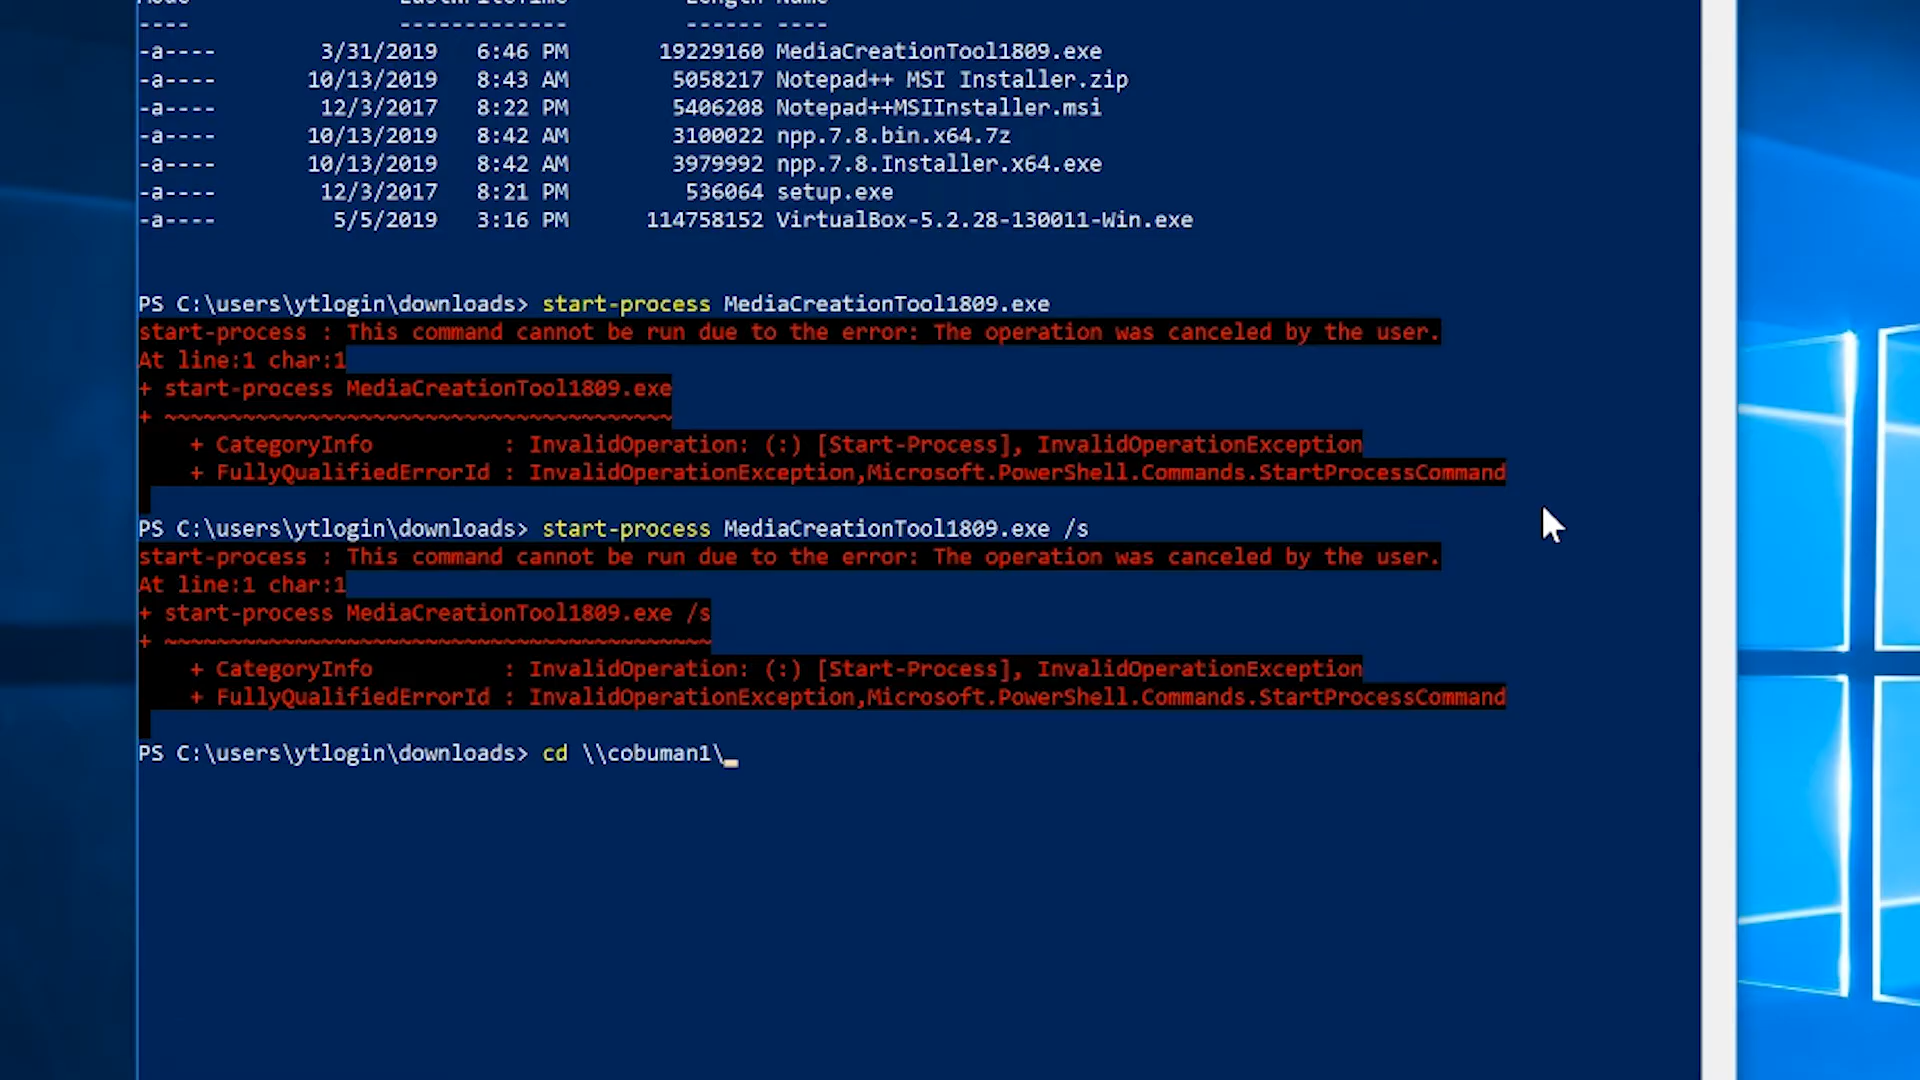 Mode LastWriteTime Length Name
---- ------------- ------ ----
-a---- 3/31/2019 6:46 PM 19229160 MediaCreationTool1809.exe
-a---- 10/13/2019 8:43 AM 5058217 Notepad++ MSI Installer.zip
-a---- 12/3/2017 8:22 PM 5406208 Notepad++MSIInstaller.msi
-a---- 10/13/2019 8:42 AM 3100022 npp.7.8.bin.x64.7z
-a---- 10/13/2019 8:42 AM 3979992 npp.7.8.Installer.x64.exe
-a---- 12/3/2017 8:21 PM 536064 setup.exe
-a---- 5/5/2019 3:16 PM 114758152 VirtualBox-5.2.28-130011-Win.exe
PS C:\users\ytlogin\downloads> start-process MediaCreationTool1809.exe
start-process : This command cannot be run due to the error: The operation was canceled by the user.
At line:1 char:1
+ start-process MediaCreationTool1809.exe
+ ~~~~~~~~~~~~~~~~~~~~~~~~~~~~~~~~~~~~~~~
+ CategoryInfo : InvalidOperation: (:) [Start-Process], InvalidOperationException
+ FullyQualifiedErrorId : InvalidOperationException,Microsoft.PowerShell.Commands.StartProcessCommand
PS C:\users\ytlogin\downloads> start-process MediaCreationTool1809.exe /s
start-process : This command cannot be run due to the error: The operation was canceled by the user.
At line:1 char:1
+ start-process MediaCreationTool1809.exe /s
+ ~~~~~~~~~~~~~~~~~~~~~~~~~~~~~~~~~~~~~~~~~~
+ CategoryInfo : InvalidOperation: (:) [Start-Process], InvalidOperationException
+ FullyQualifiedErrorId : InvalidOperationException,Microsoft.PowerShell.Commands.StartProcessCommand
PS C:\users\ytlogin\downloads> cd \\cobuman1\_